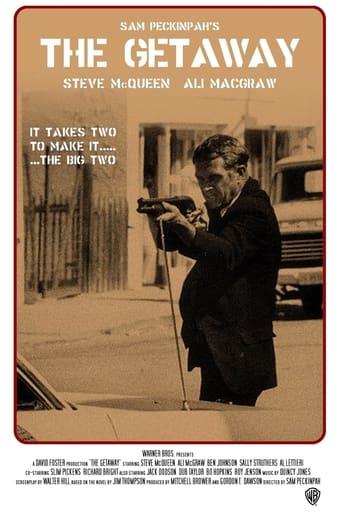 SAM PECKINPAH'S
THE GETAWAY
STEVE McQUEEN ALI MACGRAW
IT TAKES TWO
TO MAKE IT.....
...THE BIG TWO
WARNER BROS. PRESENTS
A DAVID FOSTER PRODUCTION "THE GETAWAY" STARRING STEVE McQUEEN ALI McGRAW BEN JOHNSON SALLY STRUTHERS AL LETTIERI
CO-STARRING SLIM PICKENS RICHARD BRIGHT ALSO STARRING JACK DODSON DUB TAYLOR BO HOPKINS ROY JENSON MUSIC BY QUINCY JONES
SCREENPLAY BY WALTER HILL BASED ON THE NOVEL BY JIM THOMPSON PRODUCED BY MITCHELL BROWER AND GORDON T. DAWSON DIRECTED BY SAM PECKINPAH
WB